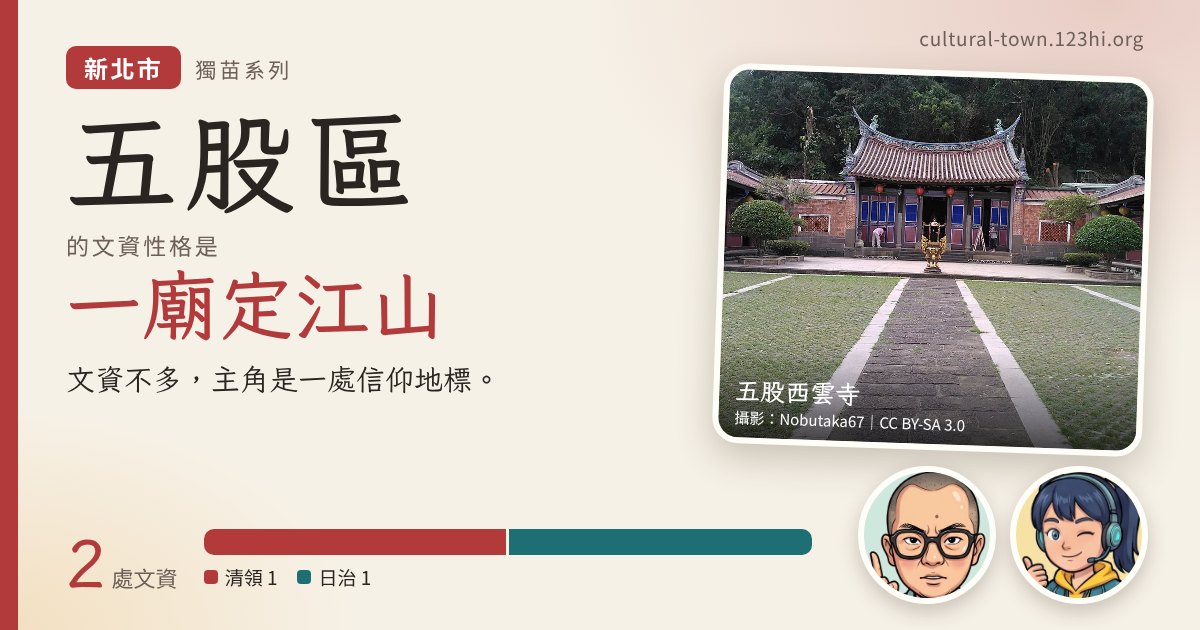 新北市 獨苗系列
cultural-town.123hi.org
五股區
的文資性格是
一廟定江山
文資不多，主角是一處信仰地標。
五股西雲寺
攝影：Nobutaka67｜CC BY-SA 3.0
2 處文資
清領 1 日治 1